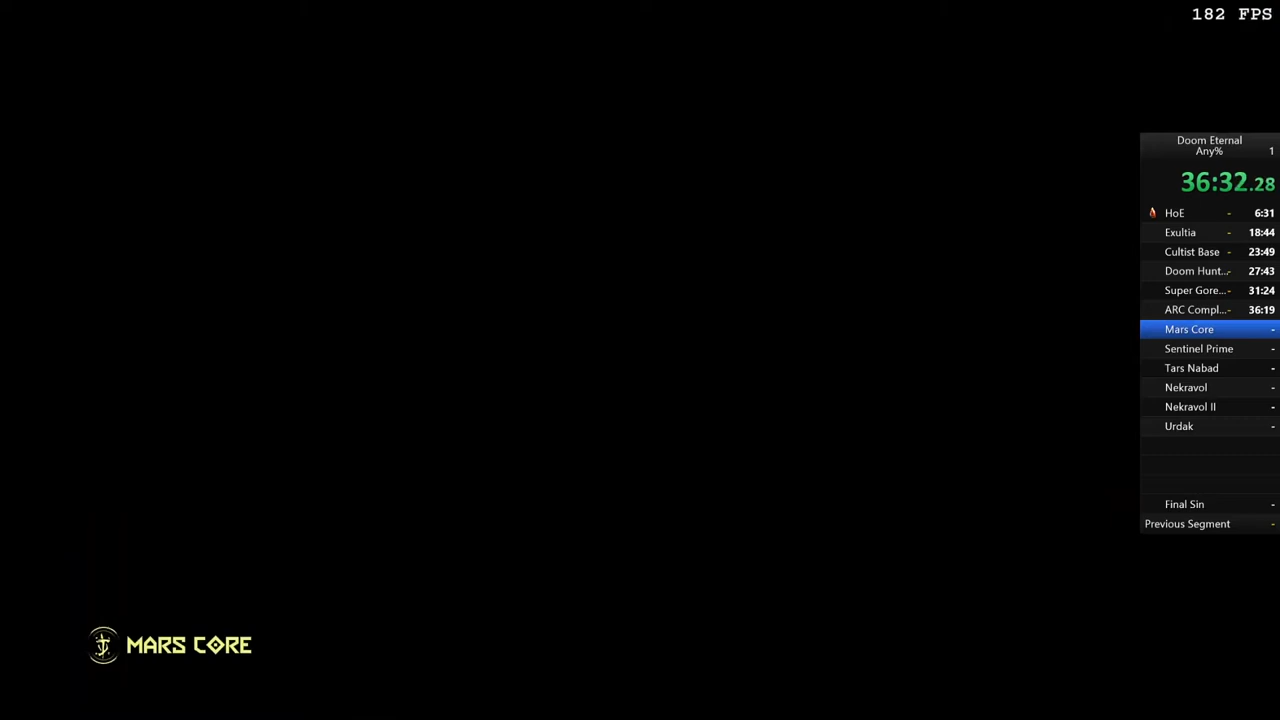 182 FPS
Doom Eternal
Any% 1
36:32.28
HoE - 6:31
Exultia - 18:44
Cultist Base - 23:49
Doom Hunt...- 27:43
Super Gore...- 31:24
ARC Compl...- 36:19
Mars Core -
Sentinel Prime -
Tars Nabad -
Nekravol -
Nekravol II -
Urdak -
Final Sin -
Previous Segment -
MARS CORE